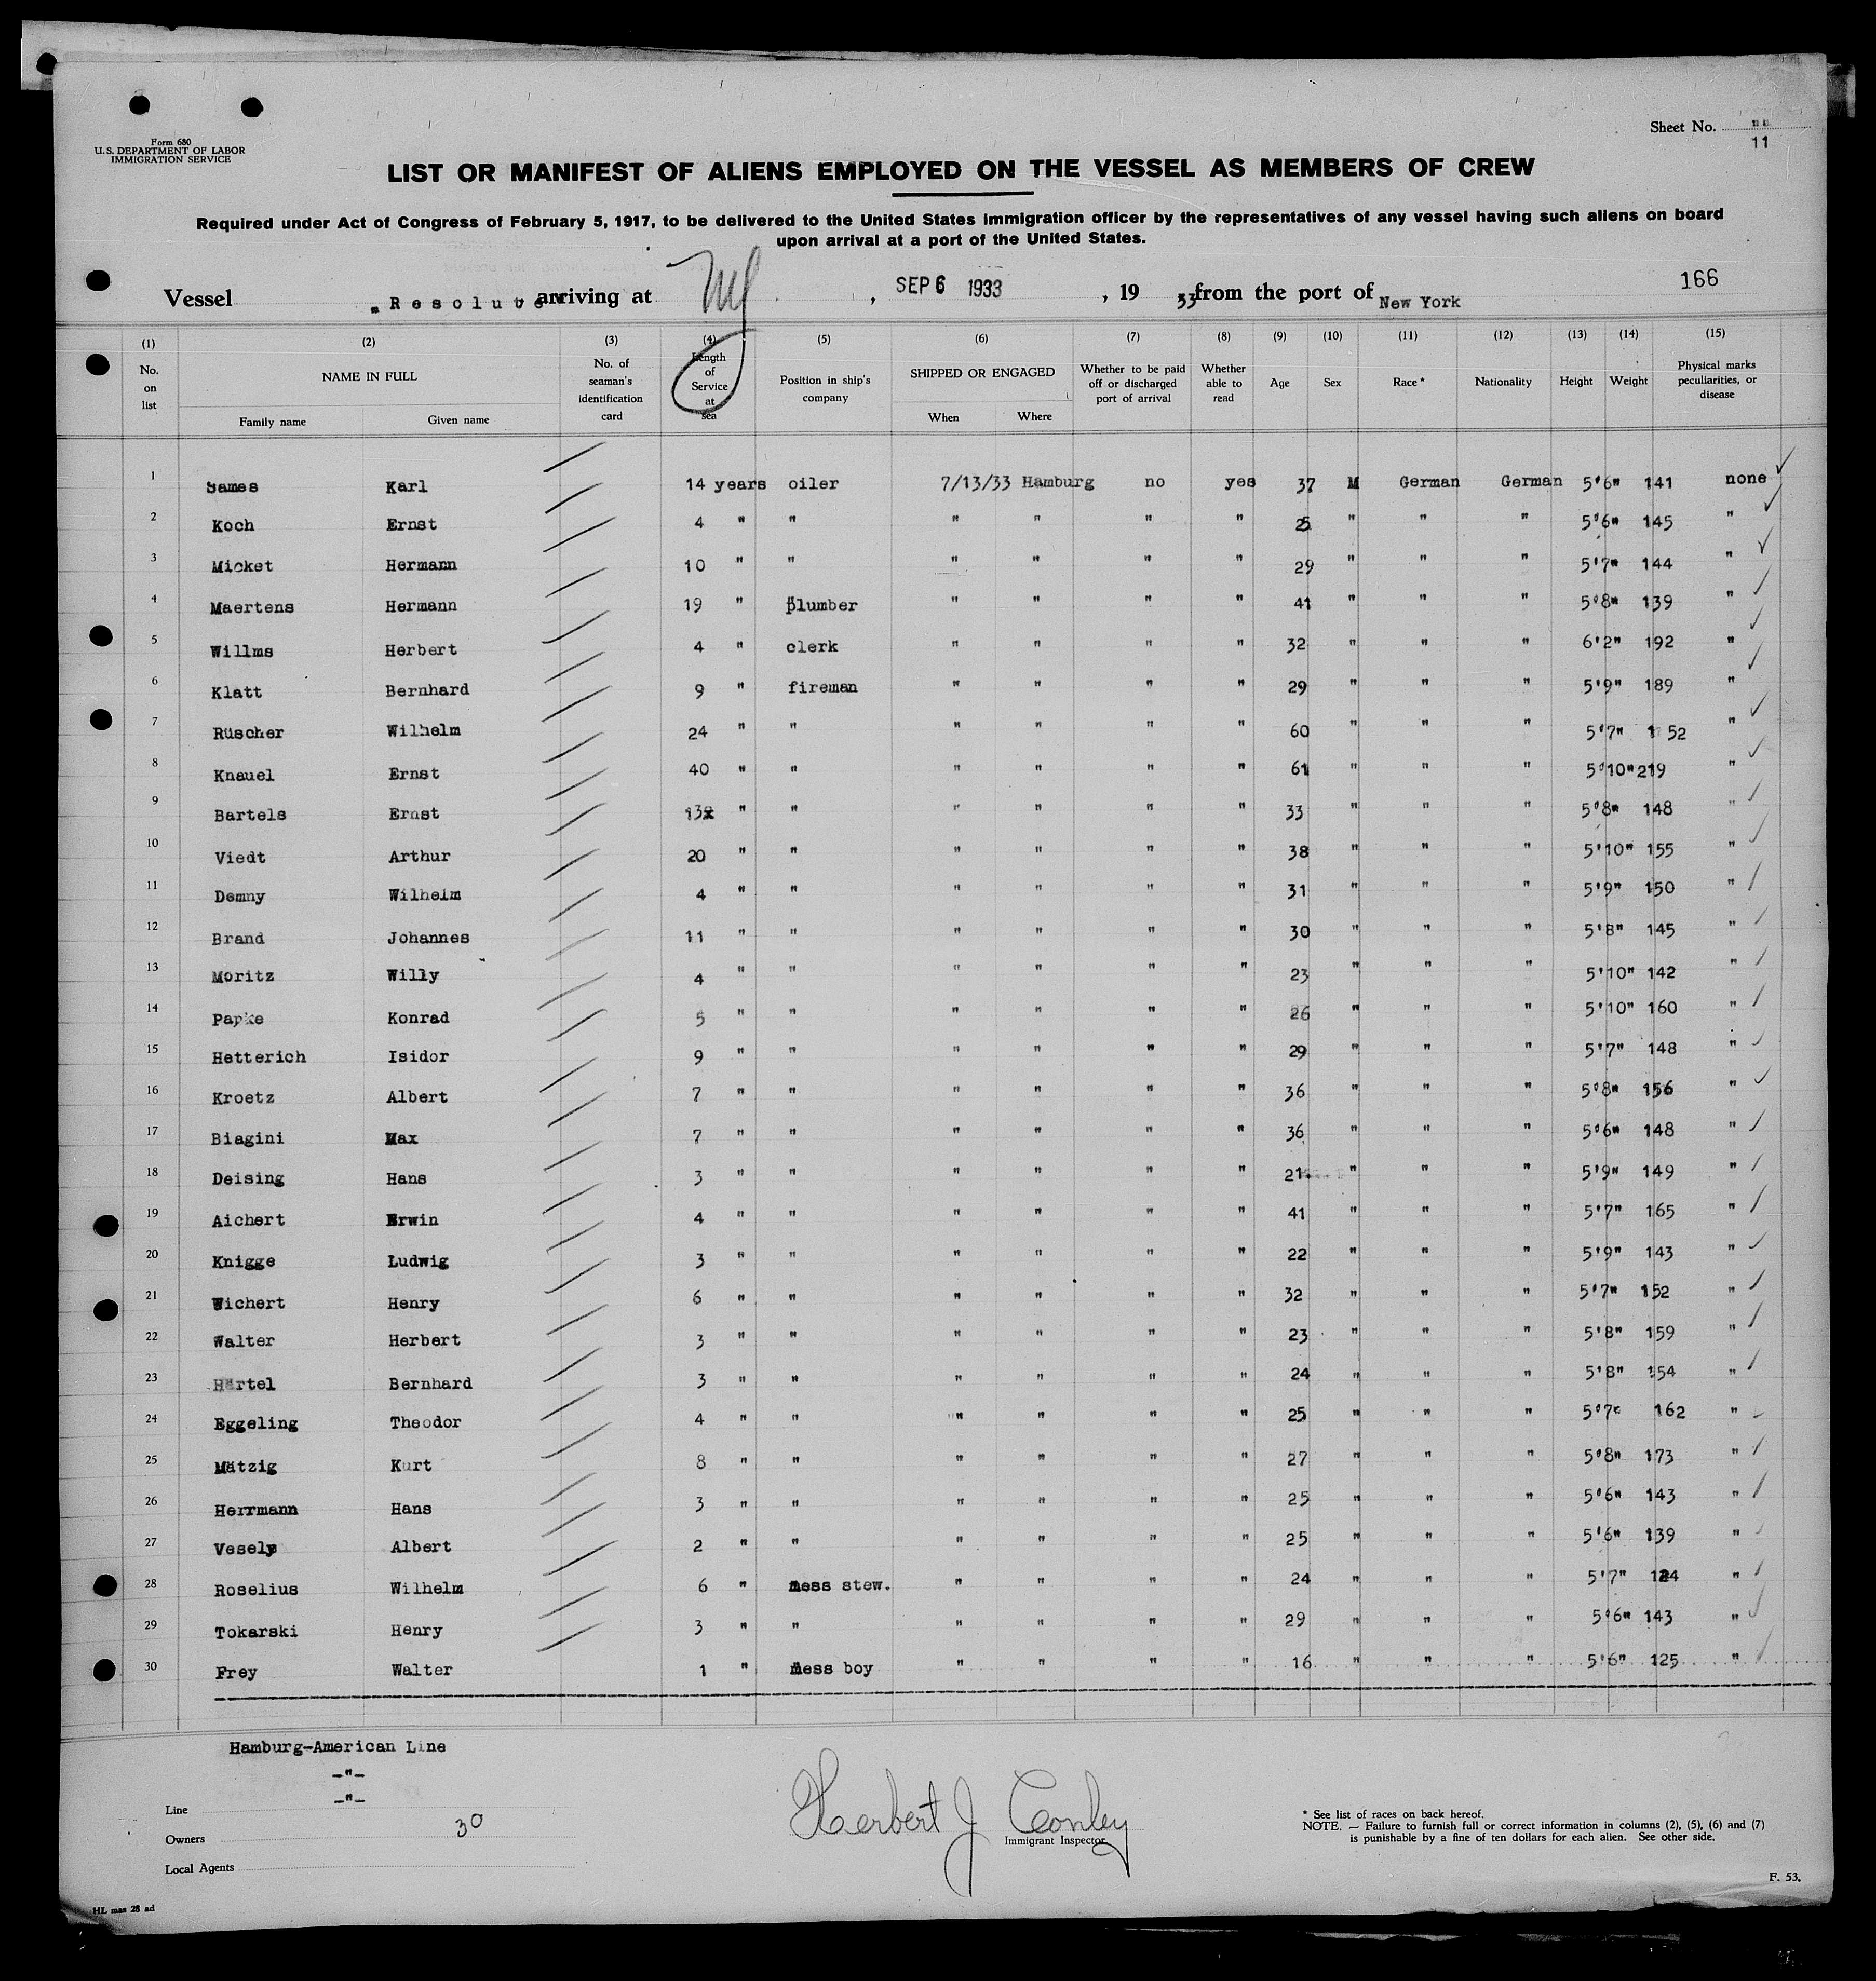 Form 680
U.S. DEPARTMENT OF LABOR
IMMIGRATION SERVICE
Sheet No. 11
LIST OR MANIFEST OF ALIENS EMPLOYED ON THE VESSEL AS MEMBERS OF CREW
Required under Act of Congress of February 5, 1917, to be delivered to the United States immigration officer by the representatives of any vessel having such aliens on board
upon arrival at a port of the United States.
Vessel "Resolute" arriving at NY, SEP 6 1933, 19 33 from the port of New York 166
(1) (2) (3) (4) (5) (6) (7) (8) (9) (10) (11) (12) (13) (14) (15)
No. on list NAME IN FULL Family name Given name No. of seaman's identification card Length of Service at sea Position in ship's company SHIPPED OR ENGAGED When Where Whether to be paid off or discharged port of arrival Whether able to read Age Sex Race * Nationality Height Weight Physical marks peculiarities, or disease
1 Sames Karl 14 years oiler 7/13/33 Hamburg no yes 37 M German German 5'6" 141 none
2 Koch Ernst 4 " " " " " " 25 " " " 5'6" 145 "
3 Micket Hermann 10 " " " " " " 29 " " " 5'7" 144 "
4 Maertens Hermann 19 " plumber " " " " 41 " " " 5'8" 139 "
5 Willms Herbert 4 " clerk " " " " 32 " " " 6'2" 192 "
6 Klatt Bernhard 9 " fireman " " " " 29 " " " 5'9" 189 "
7 Rüscher Wilhelm 24 " " " " " " 60 " " " 5'7" 152 "
8 Knauel Ernst 40 " " " " " " 61 " " " 5'10" 219 "
9 Bartels Ernst 13 " " " " " " 33 " " " 5'8" 148 "
10 Viedt Arthur 20 " " " " " " 38 " " " 5'10" 155 "
11 Demny Wilhelm 4 " " " " " " 31 " " " 5'9" 150 "
12 Brand Johannes 11 " " " " " " 30 " " " 5'8" 145 "
13 Moritz Willy 4 " " " " " " 23 " " " 5'10" 142 "
14 Papke Konrad 5 " " " " " " 26 " " " 5'10" 160 "
15 Hetterich Isidor 9 " " " " " " 29 " " " 5'7" 148 "
16 Kroetz Albert 7 " " " " " " 36 " " " 5'8" 156 "
17 Biagini Max 7 " " " " " " 36 " " " 5'6" 148 "
18 Deising Hans 3 " " " " " " 21 " " " 5'9" 149 "
19 Aichert Erwin 4 " " " " " " 41 " " " 5'7" 165 "
20 Knigge Ludwig 3 " " " " " " 22 " " " 5'9" 143 "
21 Wichert Henry 6 " " " " " " 32 " " " 5'7" 152 "
22 Walter Herbert 3 " " " " " " 23 " " " 5'8" 159 "
23 Härtel Bernhard 3 " " " " " " 24 " " " 5'8" 154 "
24 Eggeling Theodor 4 " " " " " " 25 " " " 5'7" 162 "
25 Mätzig Kurt 8 " " " " " " 27 " " " 5'8" 173 "
26 Herrmann Hans 3 " " " " " " 25 " " " 5'6" 143 "
27 Vesely Albert 2 " " " " " " 25 " " " 5'6" 139 "
28 Roselius Wilhelm 6 " mess stew. " " " " 24 " " " 5'7" "
29 Tokarski Henry 3 " " " " " " 29 " " " 5'6" 143 "
30 Frey Walter 1 " mess boy " " " " 16 " " " 5'6" 125 "
Hamburg-American Line
-"-
-"-
Line
Owners 30
Local Agents
Herbert J Conley
Immigrant Inspector
* See list of races on back hereof.
NOTE. — Failure to furnish full or correct information in columns (2), (5), (6) and (7)
is punishable by a fine of ten dollars for each alien. See other side.
F. 53.
HL mas 28 ad